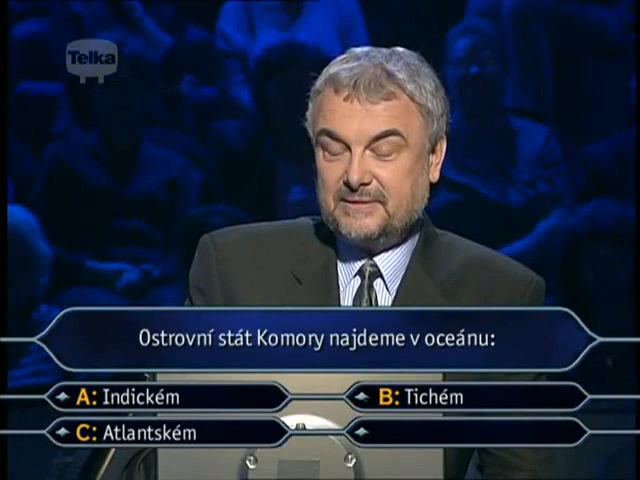 Telka
Ostrovní stát Komory najdeme v oceánu:
A: Indickém
B: Tichém
C: Atlantském